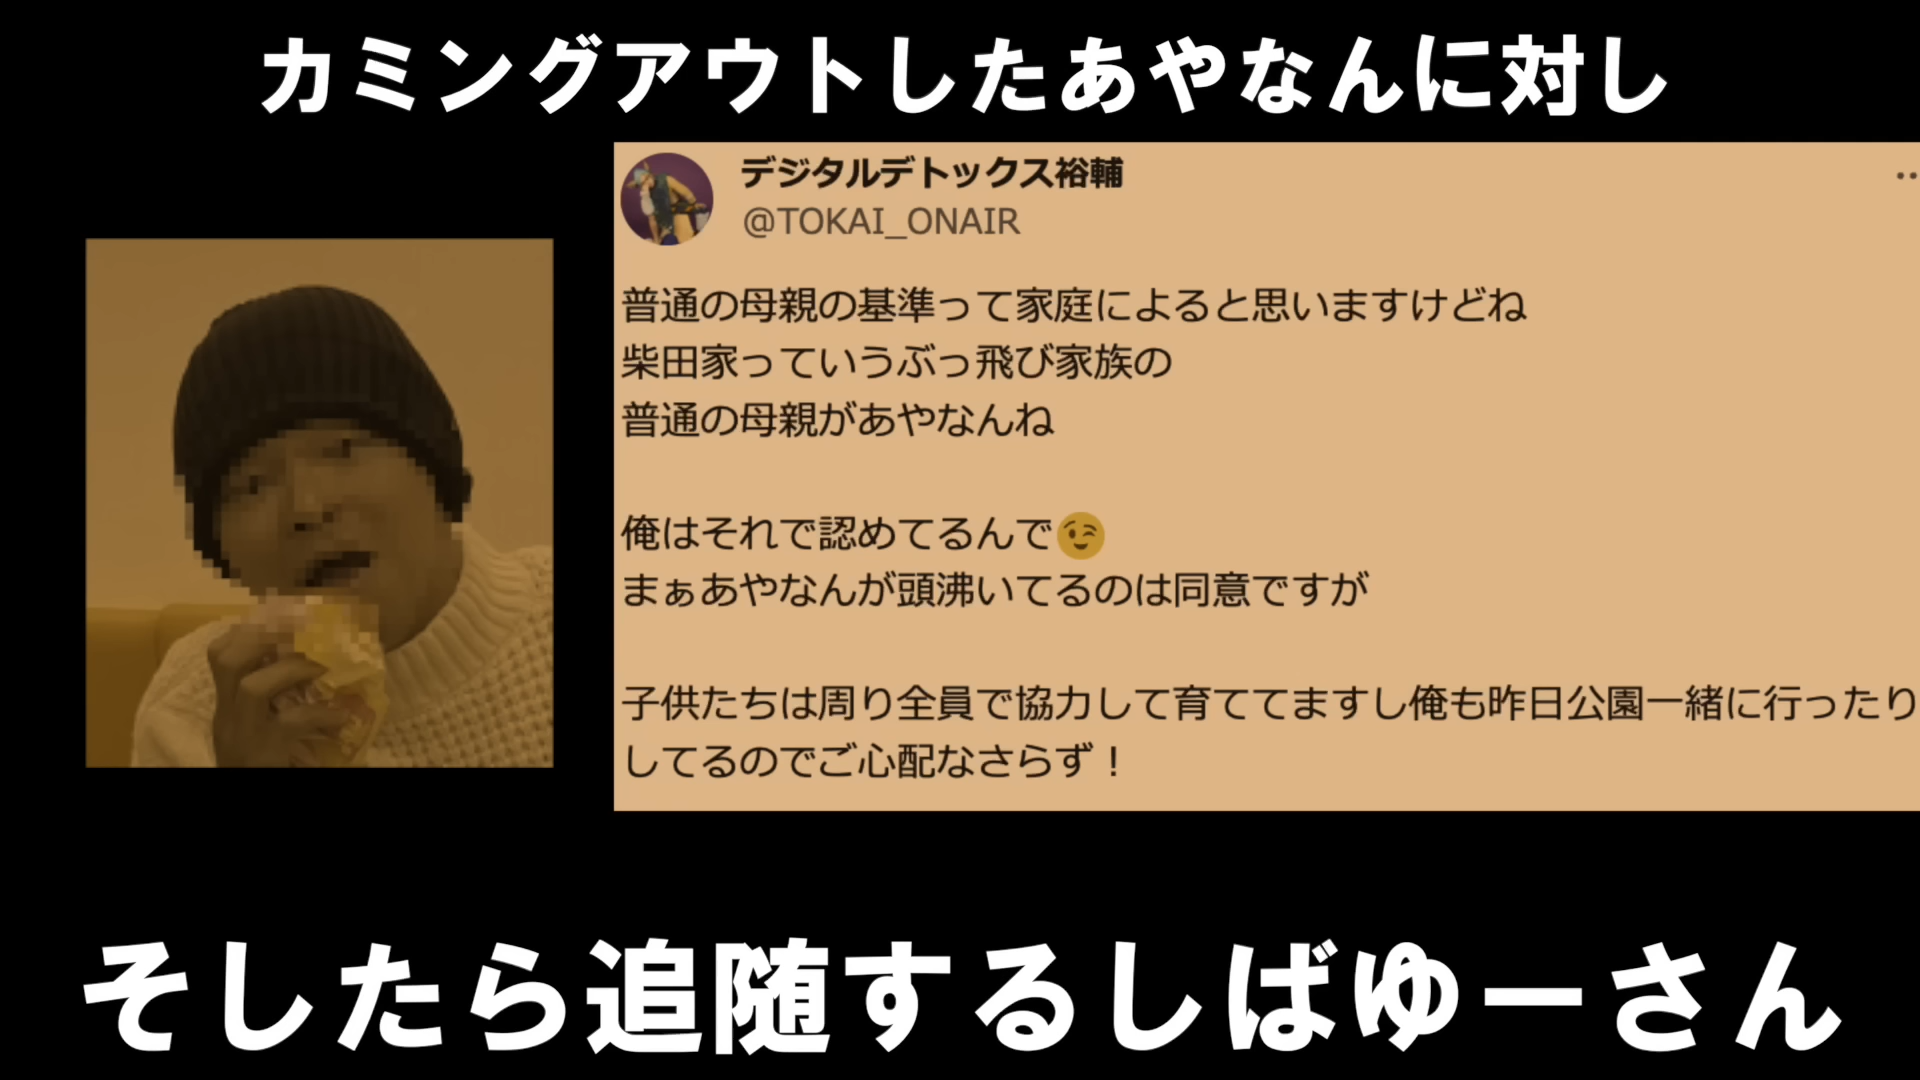 カミングアウトしたあやなんに対し
デジタルデトックス裕輔
@TOKAI_ONAIR
普通の母親の基準って家庭によると思いますけどね
柴田家っていうぶっ飛び家族の
普通の母親があやなんね
俺はそれで認めてるんで😉
まぁあやなんが頭沸いてるのは同意ですが
子供たちは周り全員で協力して育ててますし俺も昨日公園一緒に行ったり
してるのでご心配なさらず！
そしたら追随するしばゆーさん